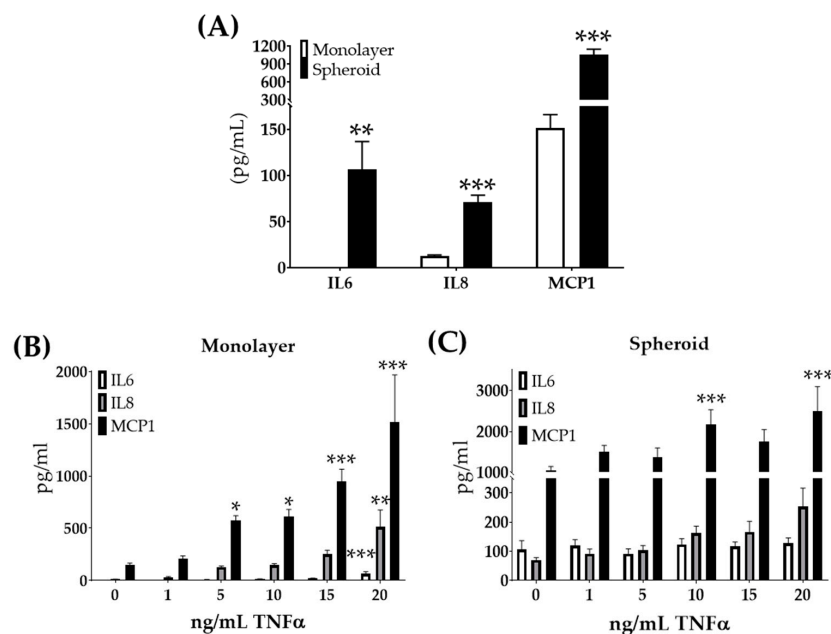 (A)
1200
900
600
300
150
100
50
0
(pg/mL)
Monolayer
Spheroid
**
***
***
IL6 IL8 MCP1
(B)
Monolayer
2000
1500
1000
500
0
pg/ml
IL6
IL8
MCP1
*
*
***
***
**
***
0 1 5 10 15 20
ng/mL TNFα
(C)
Spheroid
3000
2000
1000
300
200
100
0
pg/ml
IL6
IL8
MCP1
***
***
0 1 5 10 15 20
ng/mL TNFα